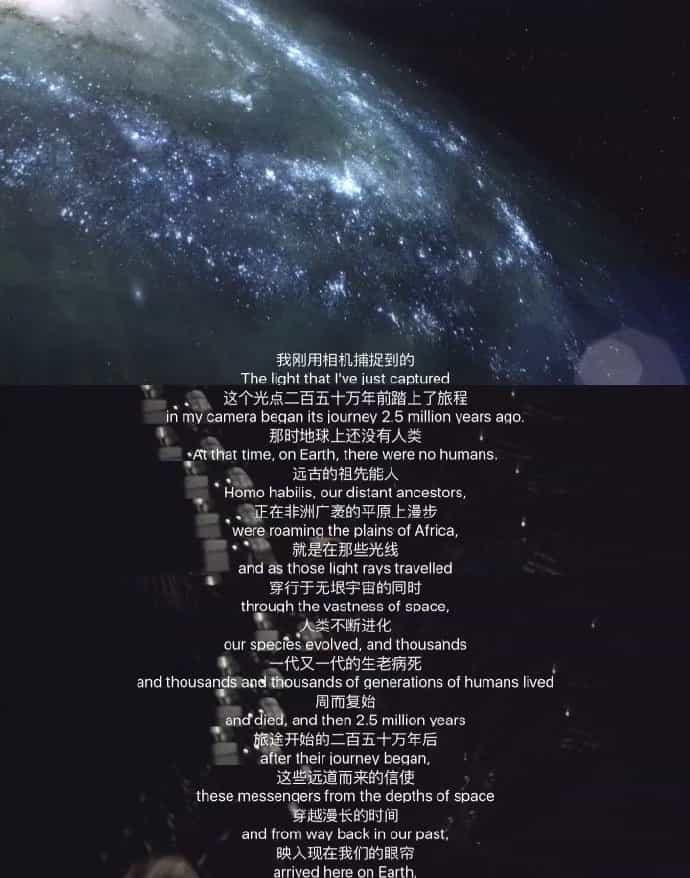 我刚用相机捕捉到的
The light that I've just captured
这个光点二百五十万年前踏上了旅程
in my camera began its journey 2.5 million years ago.
那时地球上还没有人类
At that time, on Earth, there were no humans.
远古的祖先能人
Homo habilis, our distant ancestors,
正在非洲广袤的平原上漫步
were roaming the plains of Africa,
就是在那些光线
and as those light rays travelled
穿行于无垠宇宙的同时
through the vastness of space,
人类不断进化
our species evolved, and thousands
一代又一代的生老病死
and thousands and thousands of generations of humans lived
周而复始
and died, and then 2.5 million years
旅途开始的二百五十万年后
after their journey began,
这些远道而来的信使
these messengers from the depths of space
穿越漫长的时间
and from way back in our past,
映入现在我们的眼帘
arrived here on Earth,